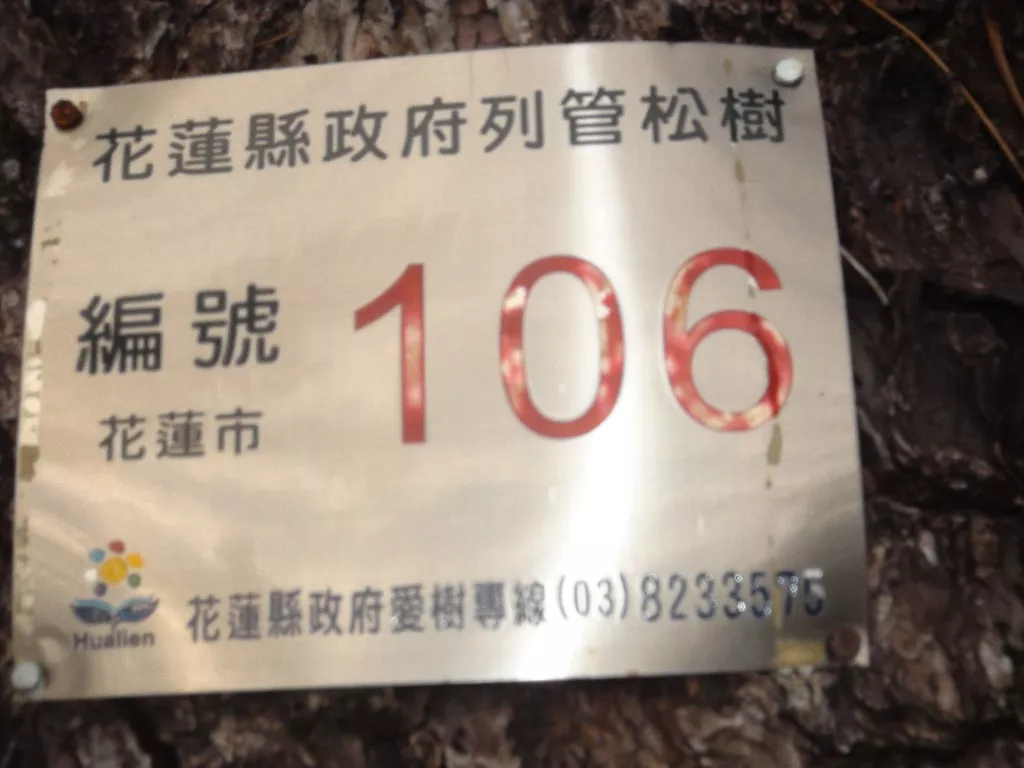 花蓮縣政府列管松樹
編號 106
花蓮市
Hualien
花蓮縣政府愛樹專線(03)8233575